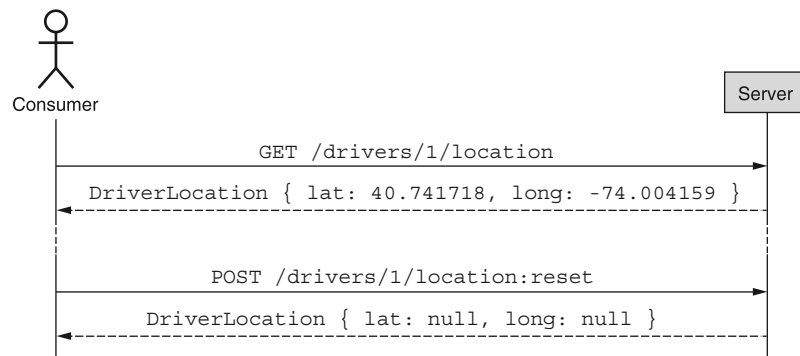 Consumer
Server
GET /drivers/1/location
DriverLocation { lat: 40.741718, long: -74.004159 }
POST /drivers/1/location:reset
DriverLocation { lat: null, long: null }